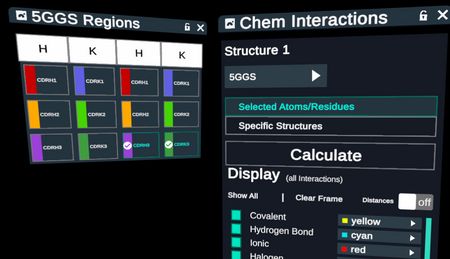 5GGS Regions
H K H K
CDRH1 CDRK1 CDRH1 CDRK1
CDRH2 CDRK2 CDRH2 CDRK2
CDRH3 CDRK3 CDRH3 CDRK3
Chem Interactions
Structure 1
5GGS
Selected Atoms/Residues
Specific Structures
Calculate
Display (all Interactions)
Show All | Clear Frame Distances off
Covalent yellow
Hydrogen Bond cyan
Ionic red
Halogen